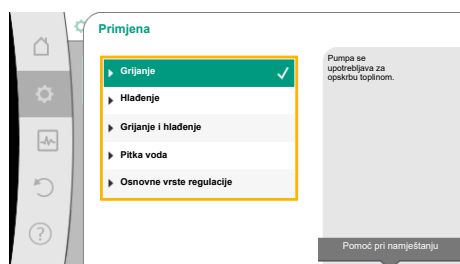 Primjena
Grijanje
Hlađenje
Grijanje i hlađenje
Pitka voda
Osnovne vrste regulacije
Pumpa se
upotrebljava za
opskrbu toplinom.
Pomoć pri namještanju
?